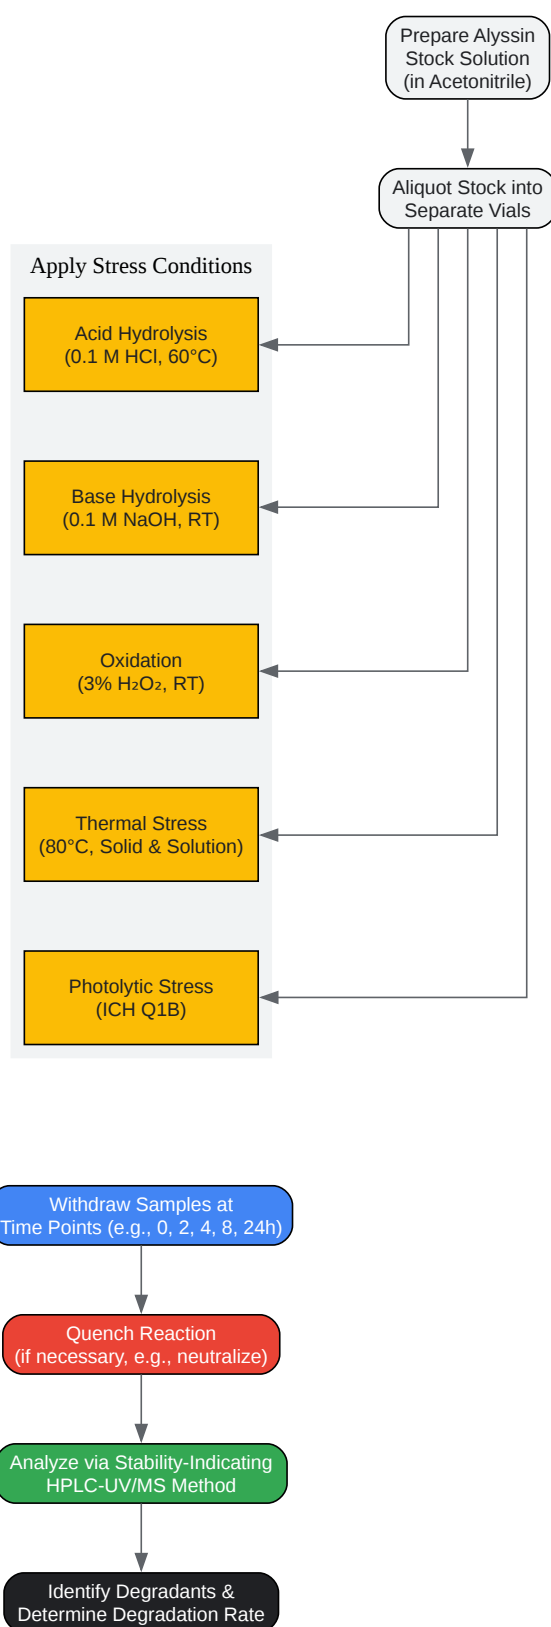 Prepare Alyssin
Stock Solution
(in Acetonitrile)
Aliquot Stock into
Separate Vials
Apply Stress Conditions
Acid Hydrolysis
(0.1 M HCl, 60°C)
Base Hydrolysis
(0.1 M NaOH, RT)
Oxidation
(3% H₂O₂, RT)
Thermal Stress
(80°C, Solid & Solution)
Photolytic Stress
(ICH Q1B)
Withdraw Samples at
Time Points (e.g., 0, 2, 4, 8, 24h)
Quench Reaction
(if necessary, e.g., neutralize)
Analyze via Stability-Indicating
HPLC-UV/MS Method
Identify Degradants &
Determine Degradation Rate